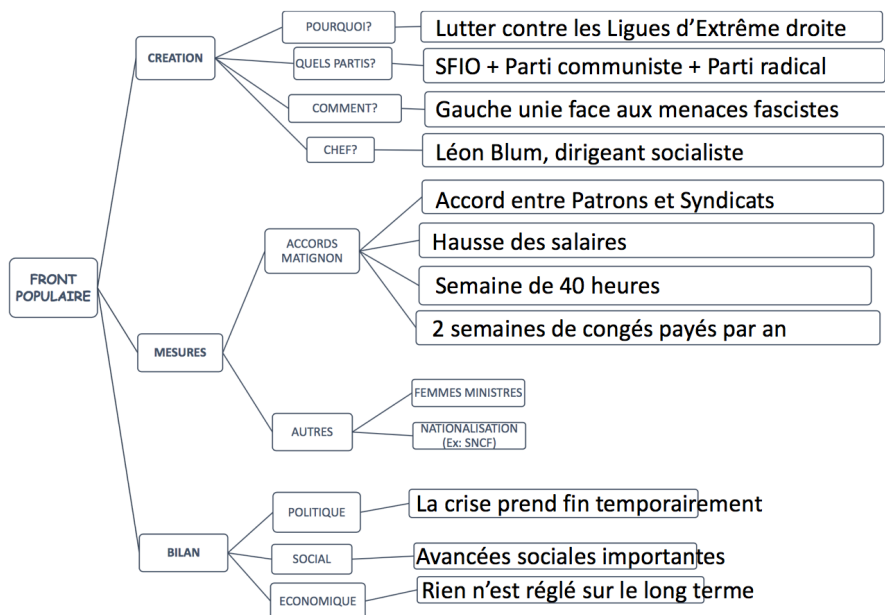 FRONT
POPULAIRE
CREATION
POURQUOI?
Lutter contre les Ligues d’Extrême droite
QUELS PARTIS?
SFIO + Parti communiste + Parti radical
COMMENT?
Gauche unie face aux menaces fascistes
CHEF?
Léon Blum, dirigeant socialiste
MESURES
ACCORDS
MATIGNON
Accord entre Patrons et Syndicats
Hausse des salaires
Semaine de 40 heures
2 semaines de congés payés par an
AUTRES
FEMMES MINISTRES
NATIONALISATION
(Ex: SNCF)
BILAN
POLITIQUE
La crise prend fin temporairement
SOCIAL
Avancées sociales importantes
ECONOMIQUE
Rien n’est réglé sur le long terme